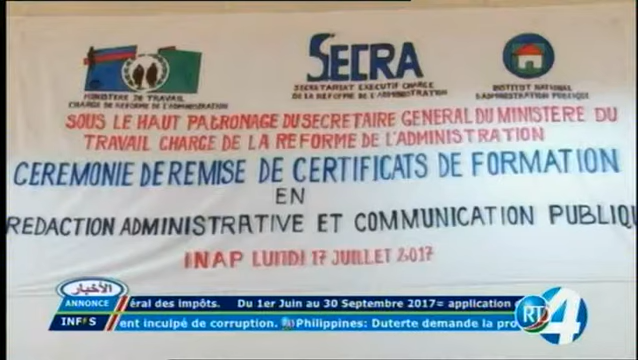 MINISTERE DE TRAVAIL
CHARGE DE REFORME DE L'ADMINISTRATION
SECRA
SECRETARIAT EXECUTIF CHARGE
DE LA REFORME DE L'ADMINISTRATION
INSTITUT NATIONAL
D'ADMINISTRATION PUBLIQUE
SOUS LE HAUT PATRONAGE DU SECRETAIRE GENERAL DU MINISTERE DU
TRAVAIL CHARGE DE LA REFORME DE L'ADMINISTRATION
CEREMONIE DE REMISE DE CERTIFICATS DE FORMATION
EN
REDACTION ADMINISTRATIVE ET COMMUNICATION PUBLIQU
INAP LUNDI 17 JUILLET 2017
الأخبار
ANNONCE
éral des impôts. Du 1er Juin au 30 Septembre 2017= application
INFOS
ent inculpé de corruption. Philippines: Duterte demande la pro
RTD 4